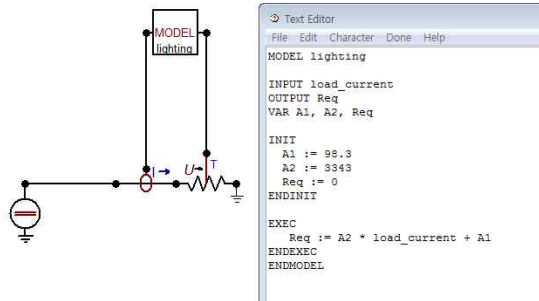 MODEL
lighting
I
U
T
Text Editor
File Edit Character Done Help
MODEL lighting
INPUT load_current
OUTPUT Req
VAR A1, A2, Req
INIT
A1 := 98.3
A2 := 3343
Req := 0
ENDINIT
EXEC
Req := A2 * load_current + A1
ENDEXEC
ENDMODEL